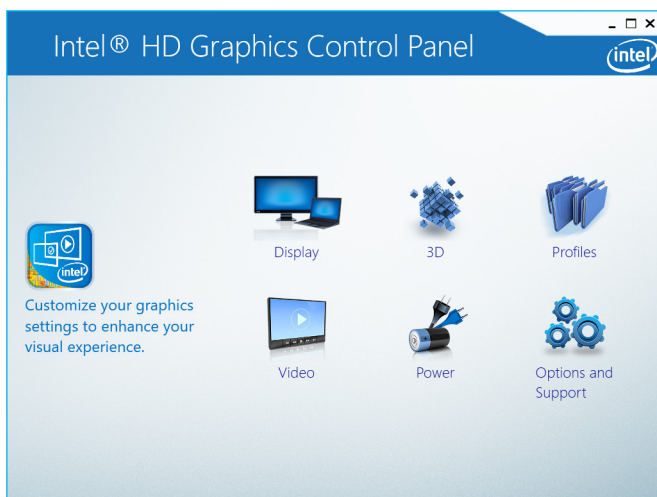 Intel® HD Graphics Control Panel
intel
Display
3D
Profiles
intel
Customize your graphics
settings to enhance your
visual experience.
Video
Power
Options and
Support